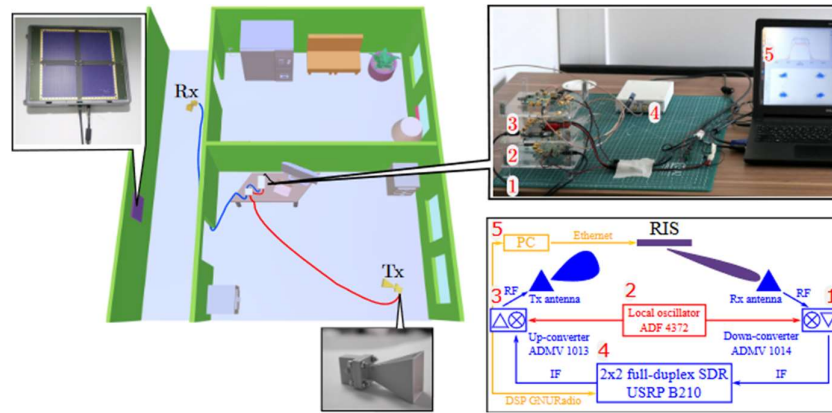 Rx
Tx
5
3
4
2
1
5
PC
Ethernet
RIS
RF
Tx antenna
Rx antenna
RF
3
2
1
Local oscillator
ADF 4372
Up-converter
ADMV 1013
Down-converter
ADMV 1014
4
IF
2x2 full-duplex SDR
USRP B210
IF
DSP GNURadio